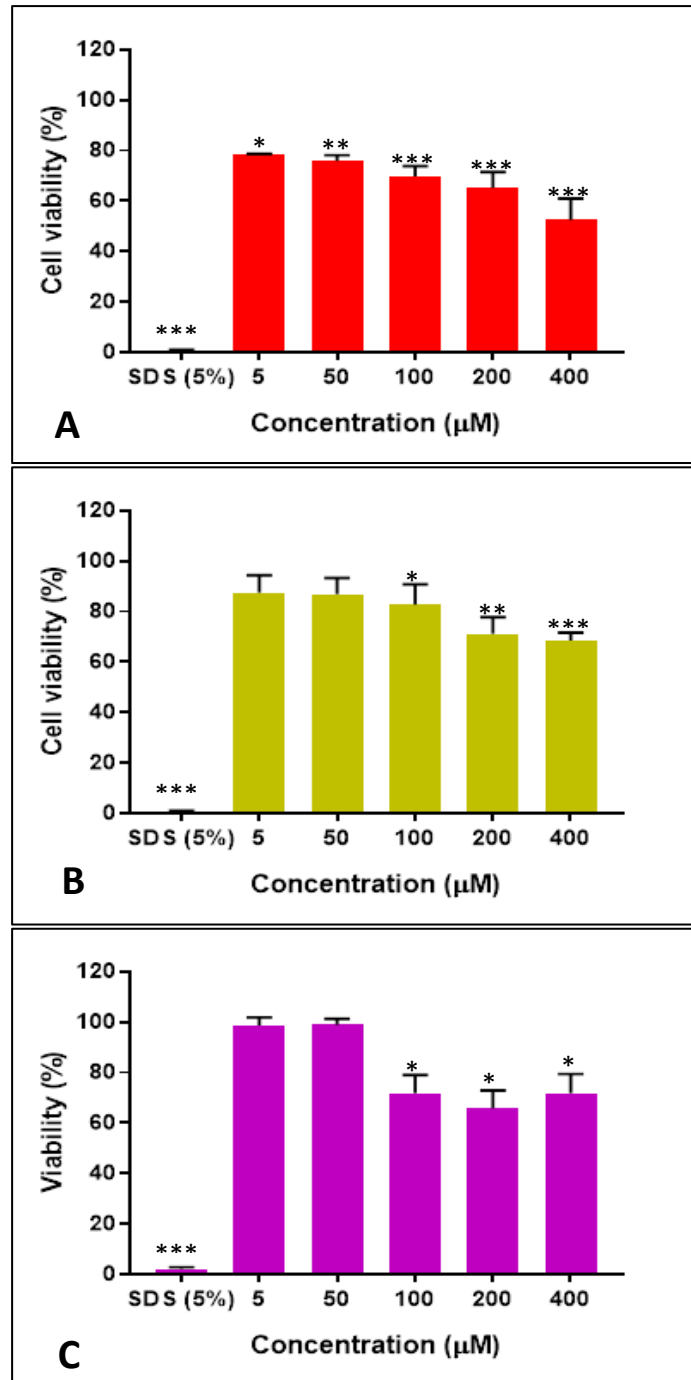 120
100
80
60
40
20
0
Cell viability (%)
***
*
**
***
***
***
SDS (5%) 5 50 100 200 400
Concentration (μM)
A
120
100
80
60
40
20
0
Cell viability (%)
***
*
**
***
SDS (5%) 5 50 100 200 400
Concentration (μM)
B
120
100
80
60
40
20
0
Viability (%)
***
*
*
*
SDS (5%) 5 50 100 200 400
Concentration (μM)
C